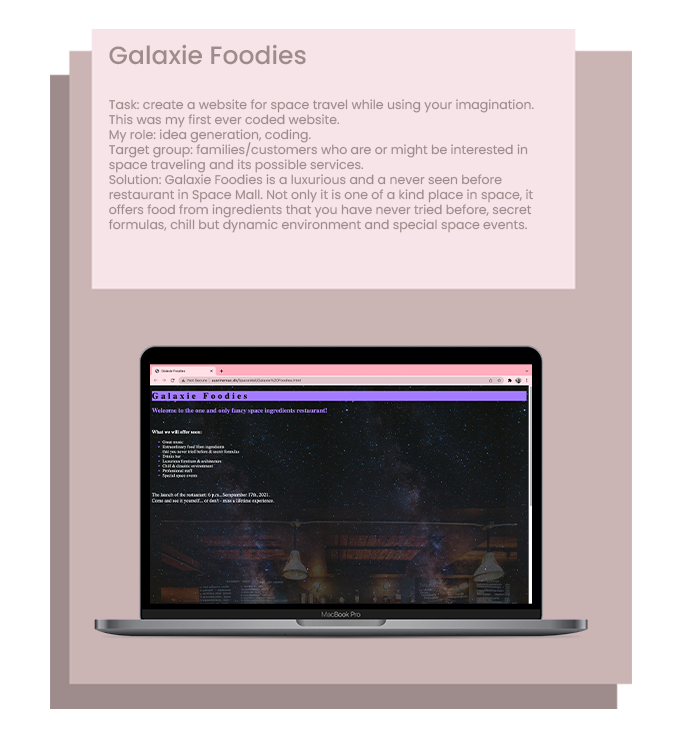 Galaxie Foodies
Task: create a website for space travel while using your imagination.
This was my first ever coded website.
My role: idea generation, coding.
Target group: families/customers who are or might be interested in
space traveling and its possible services.
Solution: Galaxie Foodies is a luxurious and a never seen before
restaurant in Space Mall. Not only it is one of a kind place in space, it
offers food from ingredients that you have never tried before, secret
formulas, chill but dynamic environment and special space events.
Galaxie Foodies
Not Secure
Galaxie Foodies
Welcome to the one and only fancy space ingredients restaurant!
What we will offer soon:
Great music
Extraordinary food from ingredients
that you never tried before & secret formulas
Drinks bar
Luxurious furniture & architecture
Chill & climatic environment
Professional staff
Special space events
The launch of the restaurant: 6 p.m., 17th, 2021.
Come and see it yourself... or don't - miss a lifetime experience.
MacBook Pro